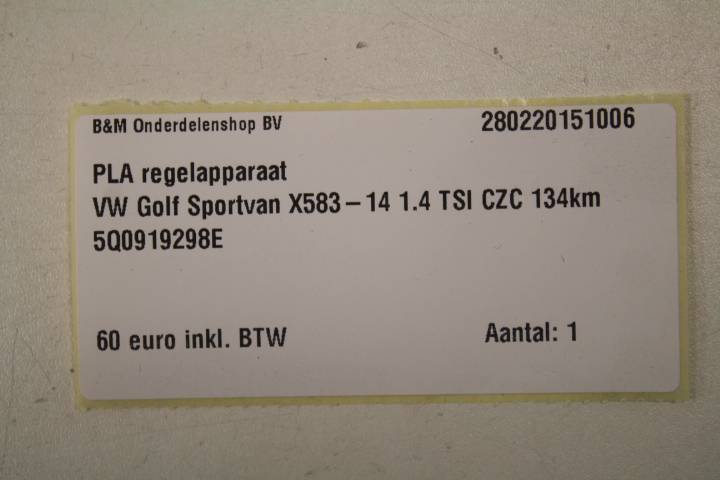 B&M Onderdelenshop BV 280220151006
PLA regelapparaat
VW Golf Sportvan X583-14 1.4 TSI CZC 134km
5Q0919298E
60 euro inkl. BTW Aantal: 1